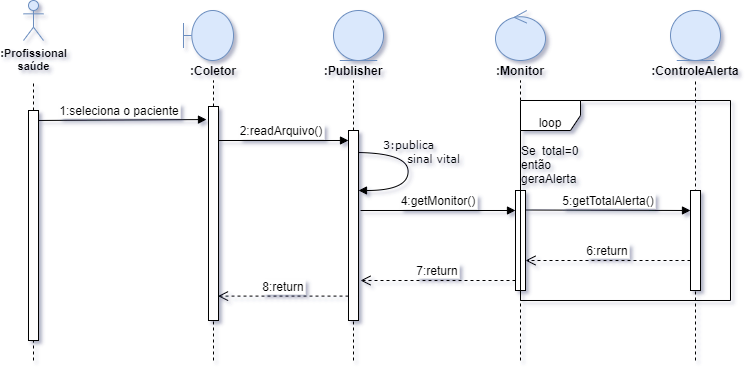 :Profissional
saúde
:Coletor
:Publisher
:Monitor
:ControleAlerta
1:seleciona o paciente
2:readArquivo()
3:publica
sinal vital
loop
Se total=0
então
geraAlerta
4:getMonitor()
5:getTotalAlerta()
6:return
7:return
8:return